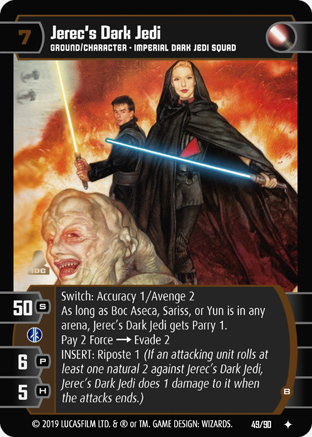 7
Jerec's Dark Jedi
GROUND/CHARACTER - IMPERIAL DARK JEDI SQUAD
IDC
50 S
6 P
5 H
Switch: Accuracy 1/Avenge 2
As long as Boc Aseca, Sariss, or Yun is in any
arena, Jerec's Dark Jedi gets Parry 1.
Pay 2 Force → Evade 2
INSERT: Riposte 1 (If an attacking unit rolls at
least one natural 2 against Jerec's Dark Jedi,
Jerec's Dark Jedi does 1 damage to it when
the attacks ends.)
B
© 2019 LUCASFILM LTD. & ® or TM. GAME DESIGN: WIZARDS.
49/90